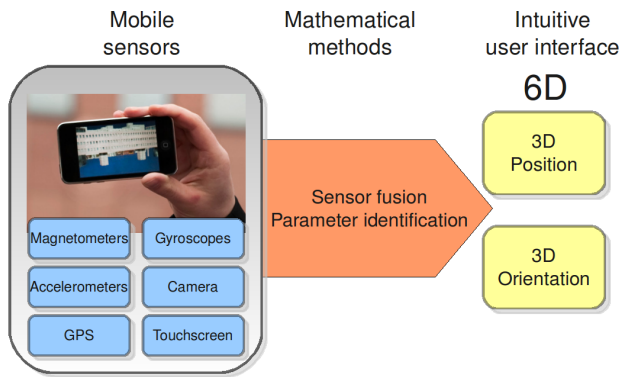 Mobile
sensors
Mathematical
methods
Intuitive
user interface
6D
Magnetometers
Gyroscopes
Accelerometers
Camera
GPS
Touchscreen
Sensor fusion
Parameter identification
3D
Position
3D
Orientation